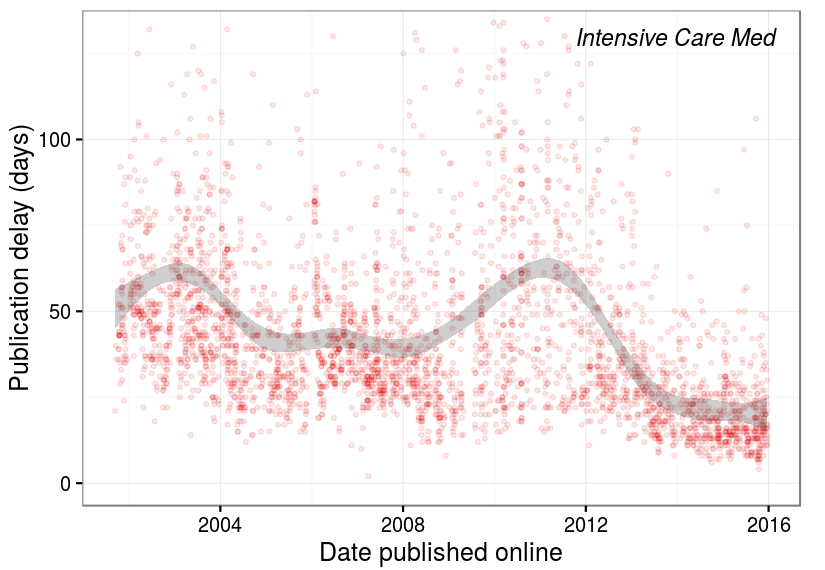 Intensive Care Med
Publication delay (days)
100
50
0
2004
2008
2012
2016
Date published online